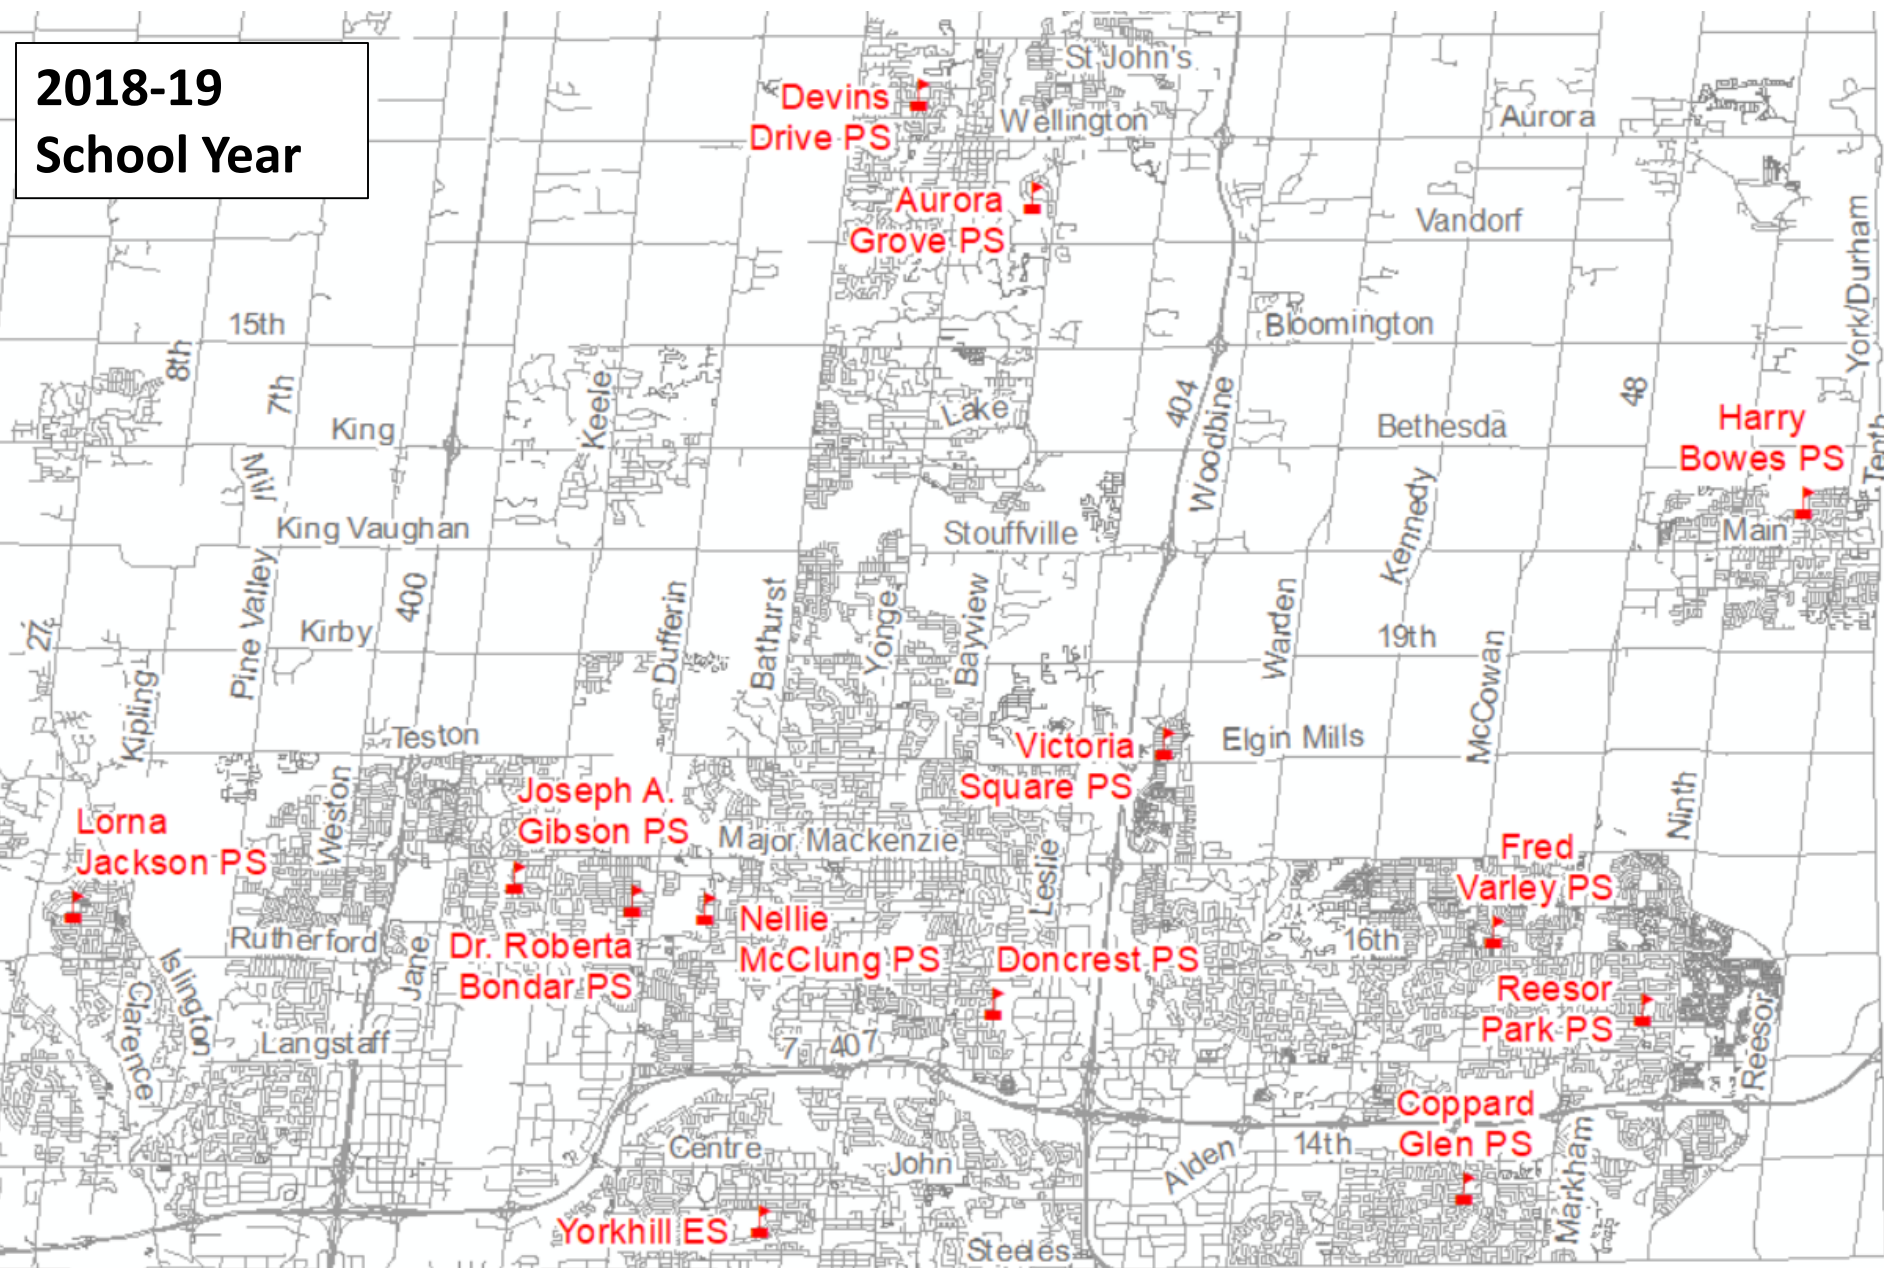 2018-19
School Year
St John's
Devins
Drive PS
Wellington
Aurora
Aurora
Grove PS
Vandorf
York/Durham
15th
Bloomington
8th
7th
Keele
404
Woodbine
48
Lake
King
Bethesda
Harry
Bowes PS
Tenth
Mill
King Vaughan
Stouffville
Kennedy
Main
Pine Valley
400
Dufferin
Bathurst
Yonge
Bayview
Warden
27
Kirby
19th
McCowan
Kipling
Teston
Victoria
Square PS
Elgin Mills
Ninth
Weston
Joseph A.
Gibson PS
Lorna
Jackson PS
Major Mackenzie
Leslie
Fred
Varley PS
Rutherford
Jane
Dr. Roberta
Bondar PS
Nellie
McClung PS
Doncrest PS
16th
Islington
Clarence
Reesor
Park PS
Reesor
Langstaff
7
407
Coppard
Glen PS
Centre
John
Alden
14th
Markham
Yorkhill ES
Steeles